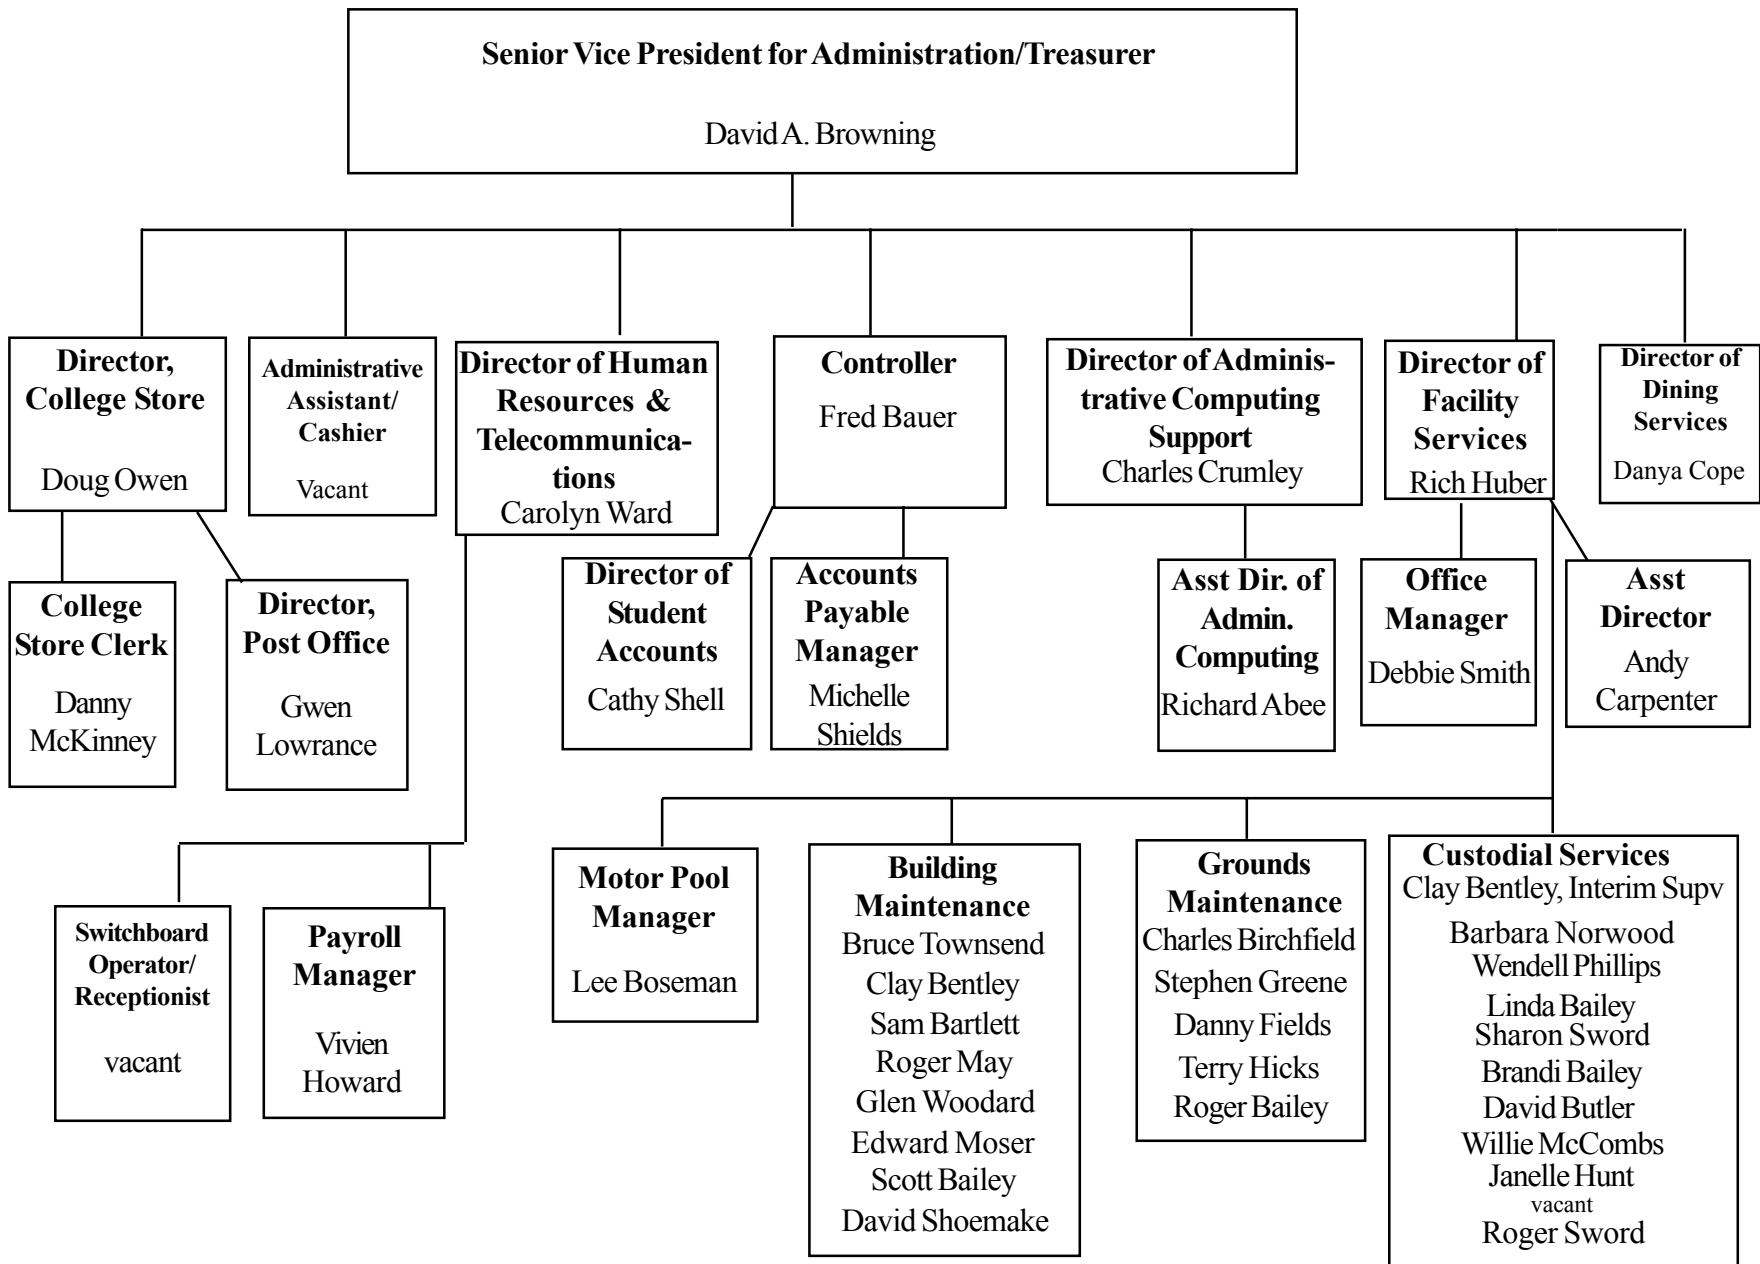 Senior Vice President for Administration/Treasurer
David A. Browning
Director,
College Store
Doug Owen
Administrative
Assistant/
Cashier
Vacant
Director of Human
Resources &
Telecommunica-
tions
Carolyn Ward
Controller
Fred Bauer
Director of Adminis-
trative Computing
Support
Charles Crumley
Director of
Facility
Services
Rich Huber
Director of
Dining
Services
Danya Cope
College
Store Clerk
Danny
McKinney
Director,
Post Office
Gwen
Lowrance
Director of
Student
Accounts
Cathy Shell
Accounts
Payable
Manager
Michelle
Shields
Asst Dir. of
Admin.
Computing
Richard Abee
Office
Manager
Debbie Smith
Asst
Director
Andy
Carpenter
Switchboard
Operator/
Receptionist
vacant
Payroll
Manager
Vivien
Howard
Motor Pool
Manager
Lee Boseman
Building
Maintenance
Bruce Townsend
Clay Bentley
Sam Bartlett
Roger May
Glen Woodard
Edward Moser
Scott Bailey
David Shoemake
Grounds
Maintenance
Charles Birchfield
Stephen Greene
Danny Fields
Terry Hicks
Roger Bailey
Custodial Services
Clay Bentley, Interim Supv
Barbara Norwood
Wendell Phillips
Linda Bailey
Sharon Sword
Brandi Bailey
David Butler
Willie McCombs
Janelle Hunt
vacant
Roger Sword